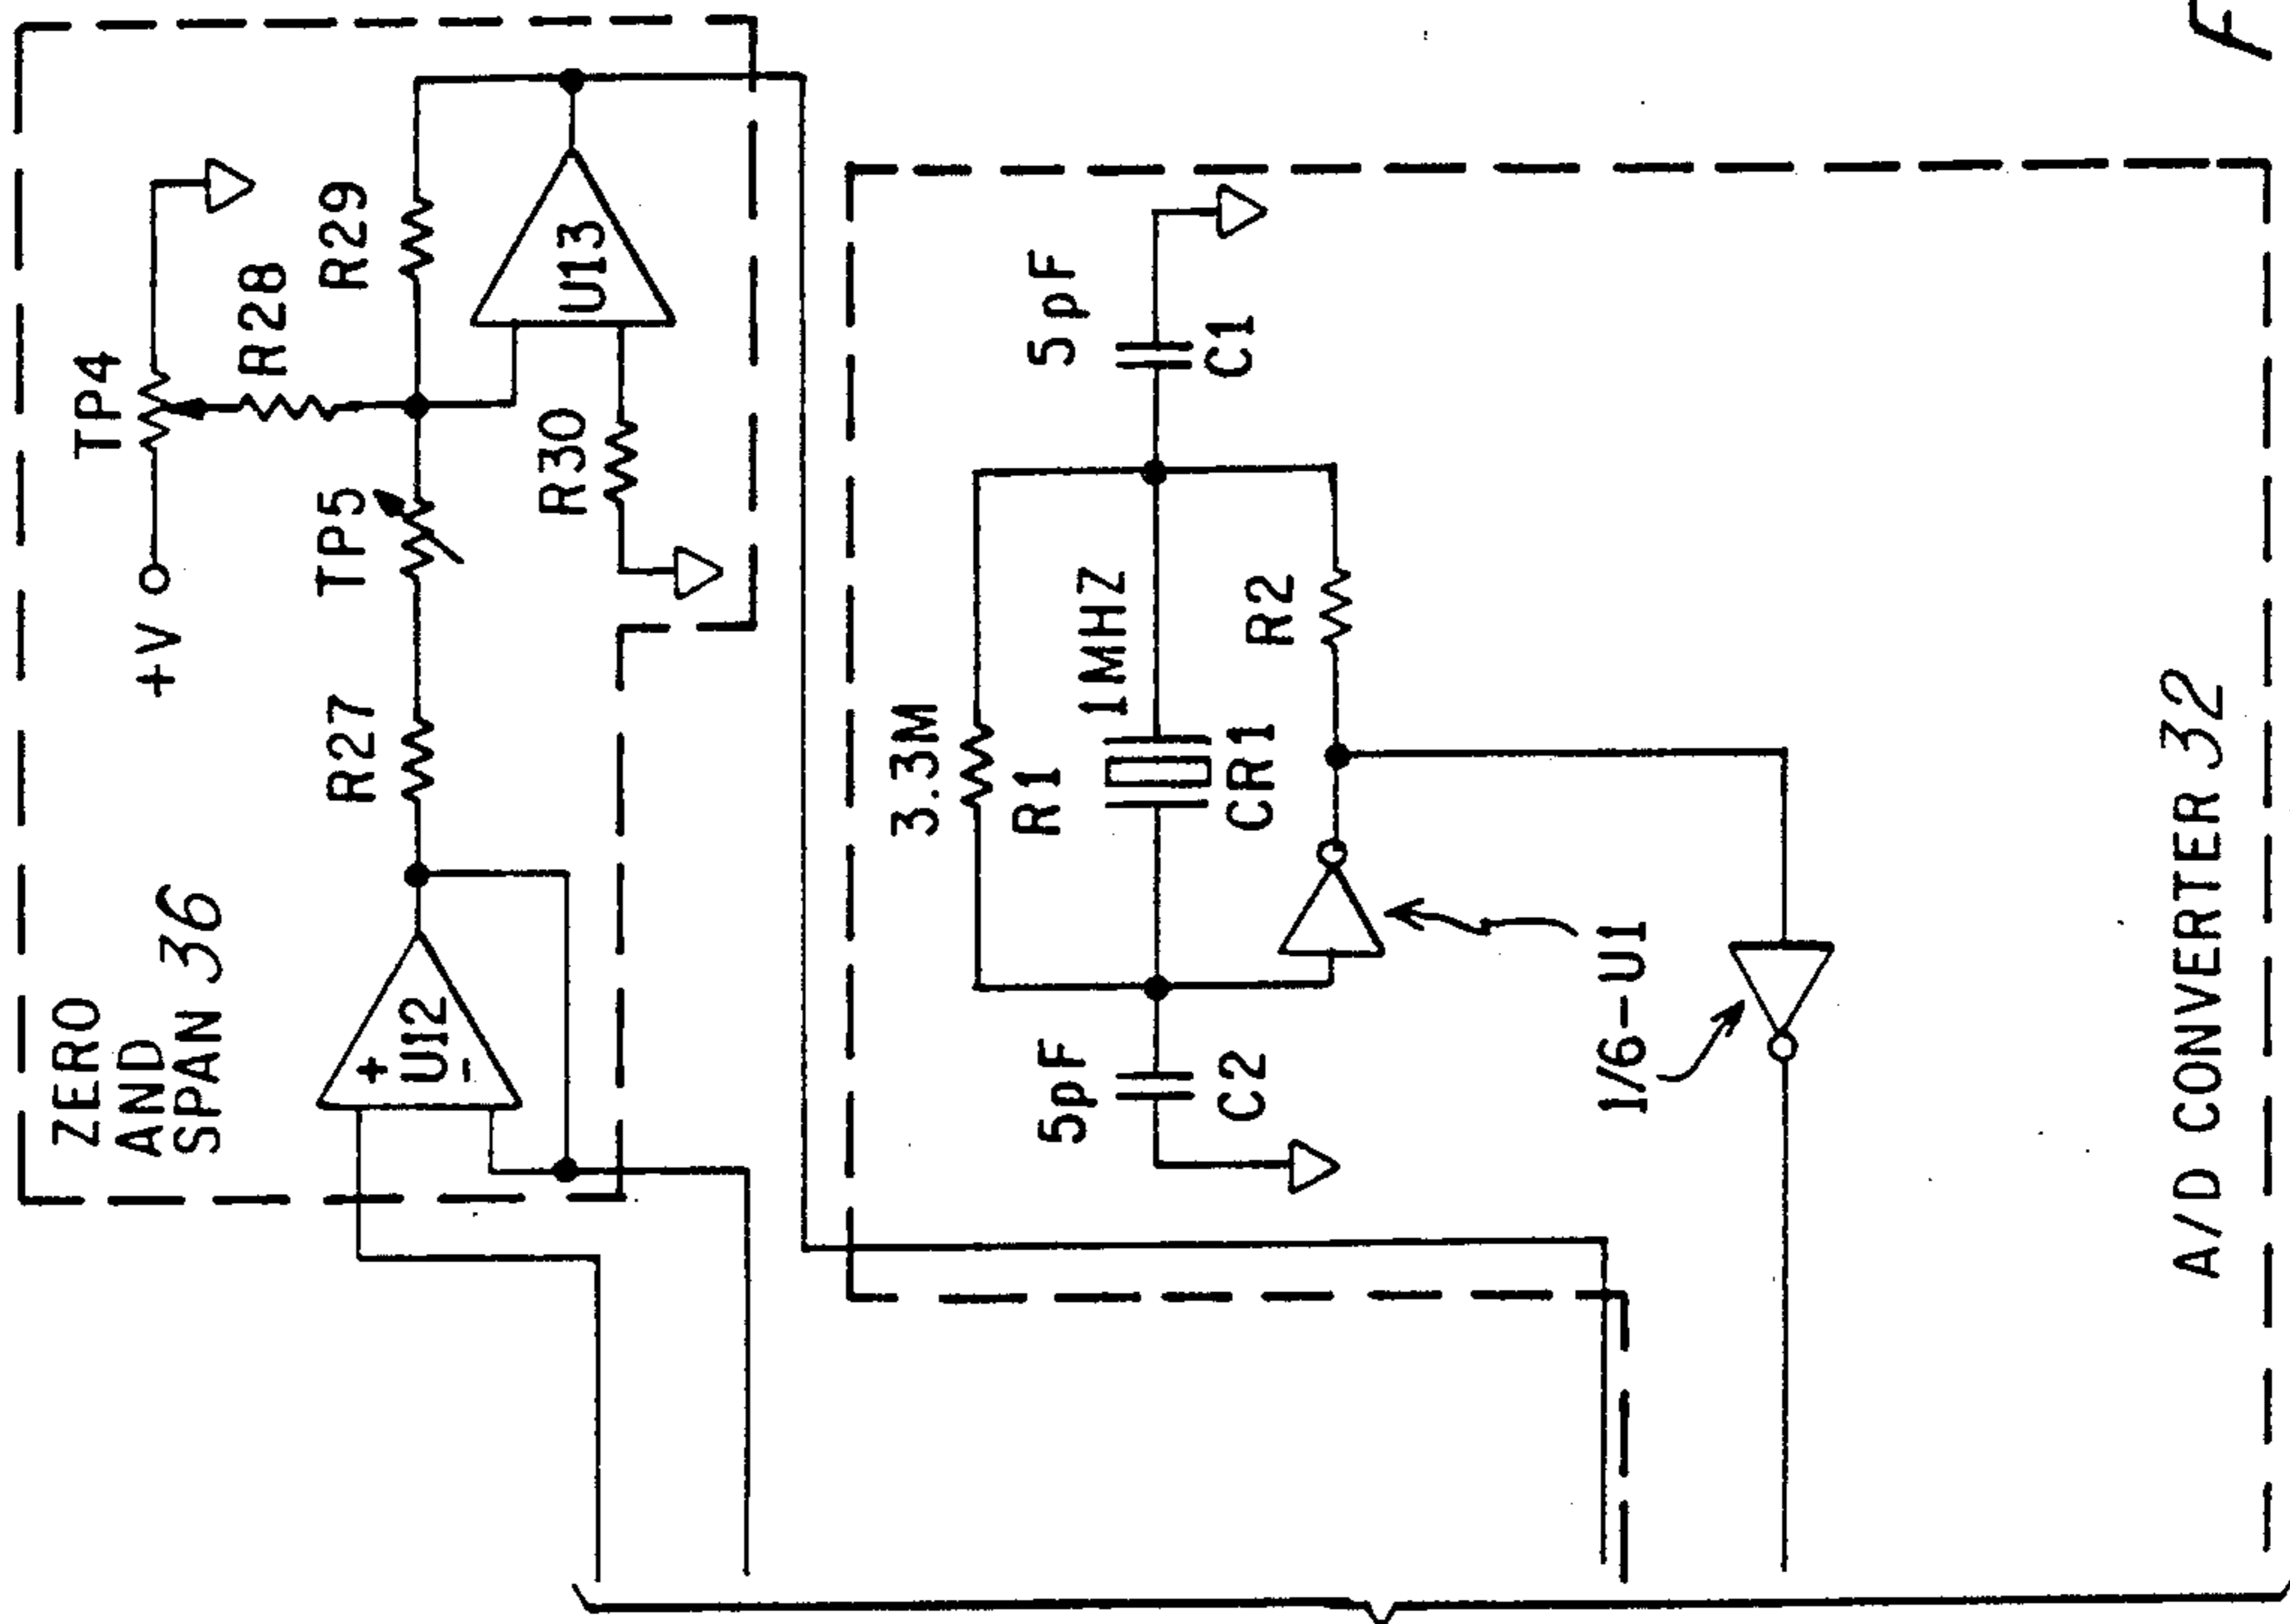 ZERO
AND
SPAN 36
+V
TP4
R28
R29
R27
TP5
+
U12
-
R30
U13
3.3M
R1
1MHZ
CR1
5pF
C2
5pF
C1
R2
1/6-U1
A/D CONVERTER 32